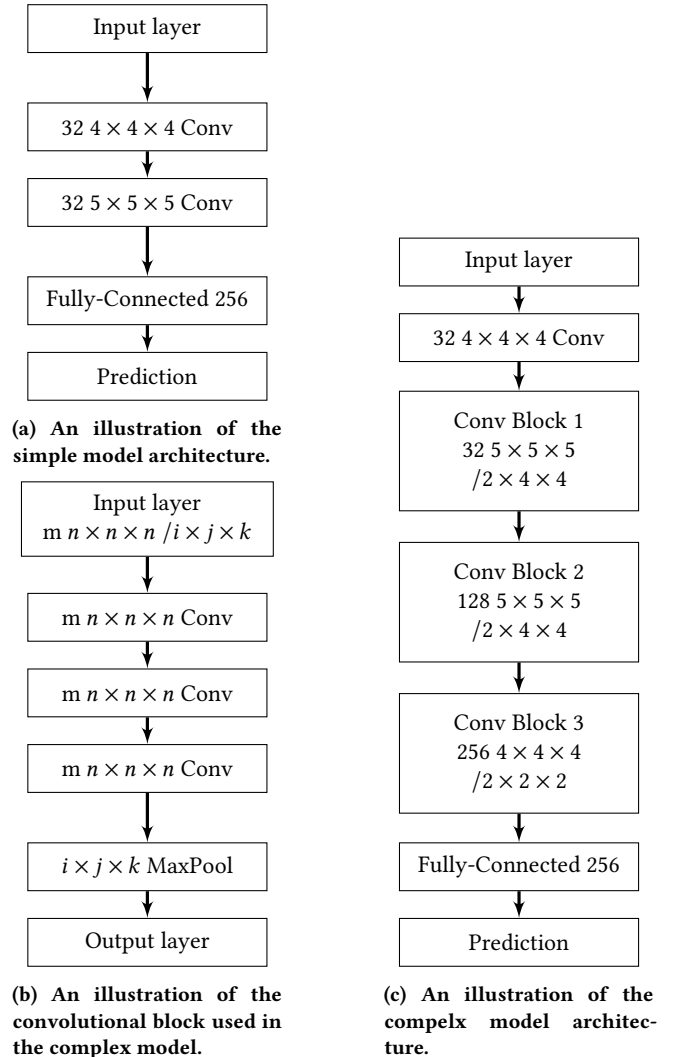 Input layer
32 4 × 4 × 4 Conv
32 5 × 5 × 5 Conv
Fully-Connected 256
Prediction
(a) An illustration of the
simple model architecture.
Input layer
m n × n × n /i × j × k
m n × n × n Conv
m n × n × n Conv
m n × n × n Conv
i × j × k MaxPool
Output layer
(b) An illustration of the
convolutional block used in
the complex model.
Input layer
32 4 × 4 × 4 Conv
Conv Block 1
32 5 × 5 × 5
/2 × 4 × 4
Conv Block 2
128 5 × 5 × 5
/2 × 4 × 4
Conv Block 3
256 4 × 4 × 4
/2 × 2 × 2
Fully-Connected 256
Prediction
(c) An illustration of the
compelx model architec-
ture.